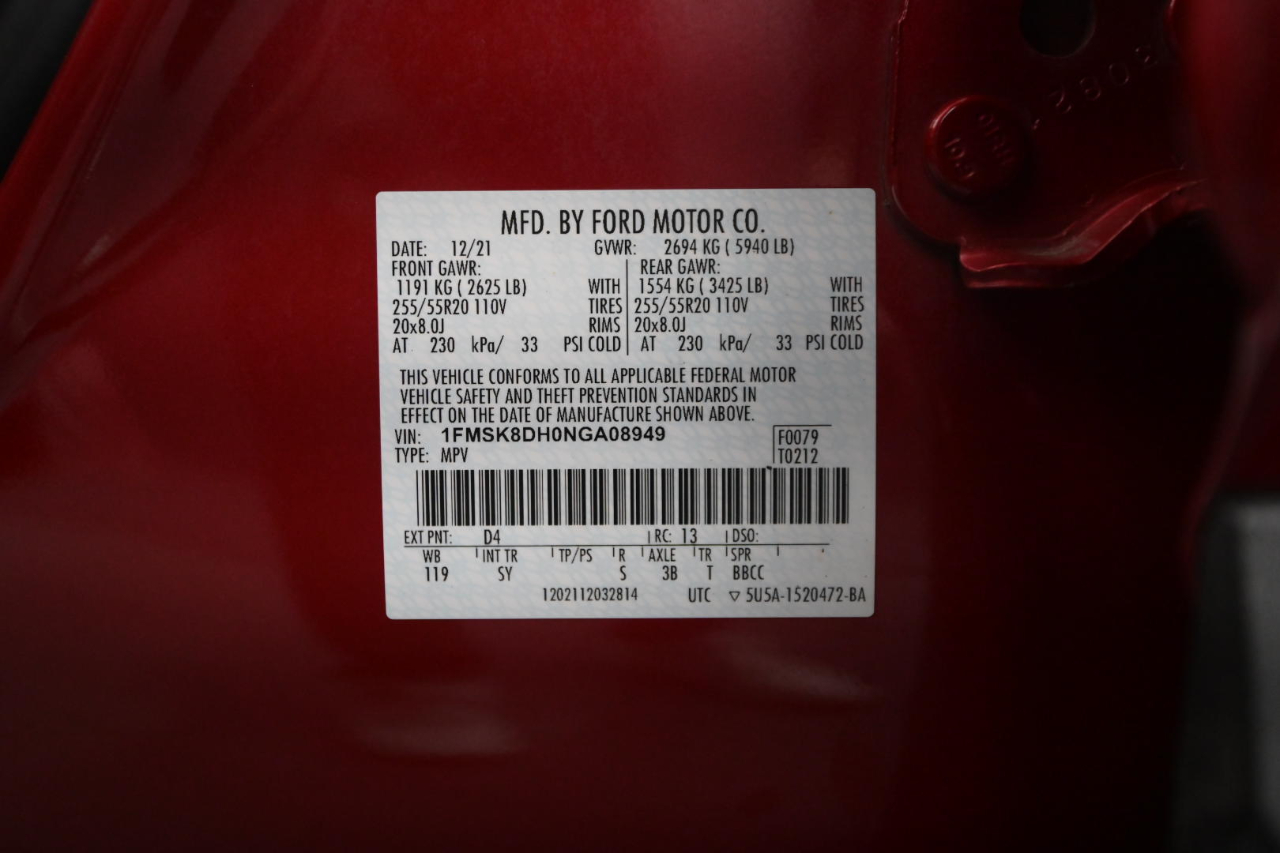 MFD. BY FORD MOTOR CO.
DATE: 12/21 GVWR: 2694 KG ( 5940 LB)
FRONT GAWR: REAR GAWR:
1191 KG ( 2625 LB) WITH 1554 KG ( 3425 LB) WITH
255/55R20 110V TIRES 255/55R20 110V TIRES
20x8.0J RIMS 20x8.0J RIMS
AT 230 kPa/ 33 PSI COLD AT 230 kPa/ 33 PSI COLD
THIS VEHICLE CONFORMS TO ALL APPLICABLE FEDERAL MOTOR
VEHICLE SAFETY AND THEFT PREVENTION STANDARDS IN
EFFECT ON THE DATE OF MANUFACTURE SHOWN ABOVE.
VIN: 1FMSK8DH0NGA08949 F0079
TYPE: MPV T0212
EXT PNT: D4 RC: 13 DSO:
WB INT TR TP/PS R AXLE TR SPR
119 SY S 3B T BBCC
1202112032814 UTC ▽ 5U5A-1520472-BA